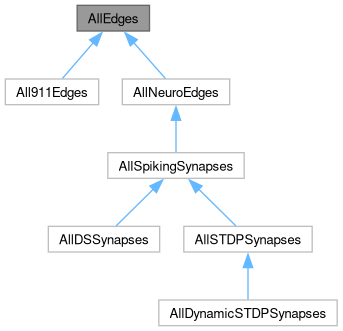 AllEdges
All911Edges
AllNeuroEdges
AllSpikingSynapses
AllDSSynapses
AllSTDPSynapses
AllDynamicSTDPSynapses